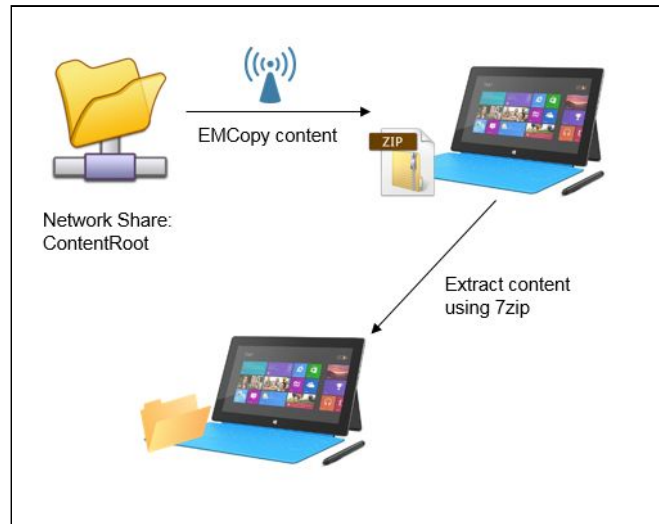 EMCopy content
ZIP
Network Share:
ContentRoot
Extract content
using 7zip